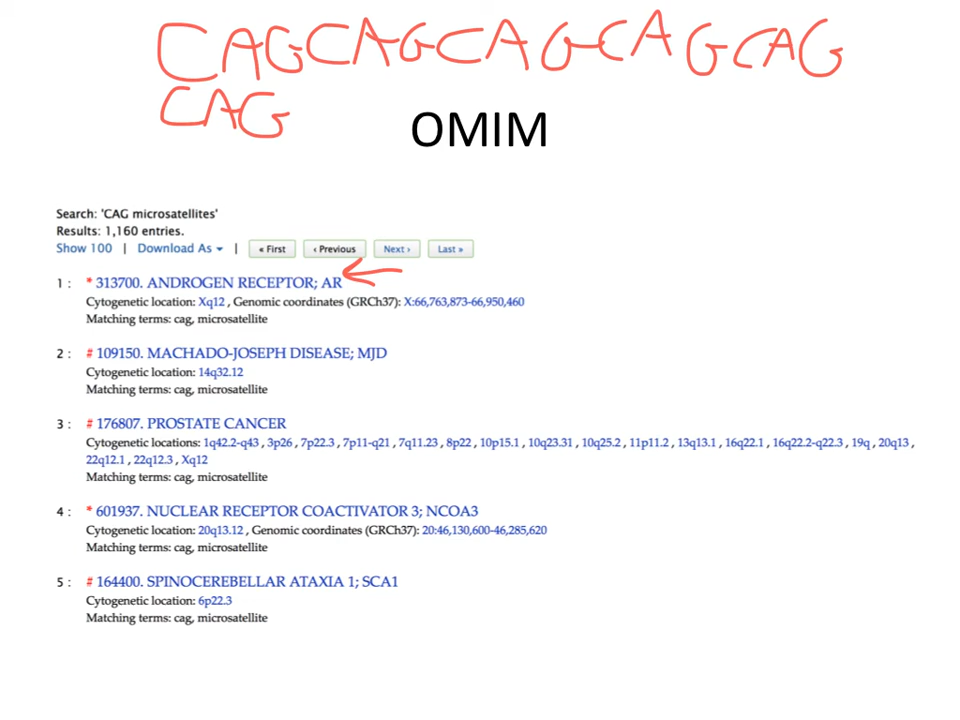 CAGCAGCAGCAGCAG
CAG
OMIM
Search: 'CAG microsatellites'
Results: 1,160 entries.
Show 100 | Download As | « First ‹ Previous Next › Last »
1 : * 313700. ANDROGEN RECEPTOR; AR
Cytogenetic location: Xq12 , Genomic coordinates (GRCh37): X:66,763,873-66,950,460
Matching terms: cag, microsatellite
2 : # 109150. MACHADO-JOSEPH DISEASE; MJD
Cytogenetic location: 14q32.12
Matching terms: cag, microsatellite
3 : # 176807. PROSTATE CANCER
Cytogenetic locations: 1q42.2-q43 , 3p26 , 7p22.3 , 7p11-q21 , 7q11.23 , 8p22 , 10p15.1 , 10q23.31 , 10q25.2 , 11p11.2 , 13q13.1 , 16q22.1 , 16q22.2-q22.3 , 19q , 20q13 ,
22q12.1 , 22q12.3 , Xq12
Matching terms: cag, microsatellite
4 : * 601937. NUCLEAR RECEPTOR COACTIVATOR 3; NCOA3
Cytogenetic location: 20q13.12 , Genomic coordinates (GRCh37): 20:46,130,600-46,285,620
Matching terms: cag, microsatellite
5 : # 164400. SPINOCEREBELLAR ATAXIA 1; SCA1
Cytogenetic location: 6p22.3
Matching terms: cag, microsatellite